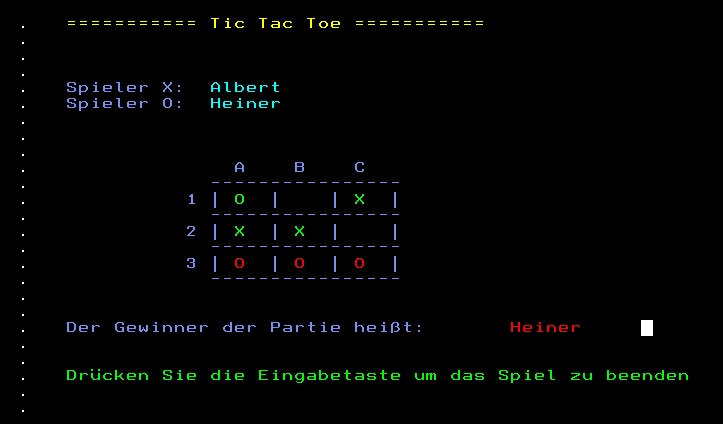 =========== Tic Tac Toe ===========
Spieler X: Albert
Spieler O: Heiner
A B C
----------------
1 | O | | X |
----------------
2 | X | X | |
----------------
3 | O | O | O |
----------------
Der Gewinner der Partie heißt: Heiner
Drücken Sie die Eingabetaste um das Spiel zu beenden